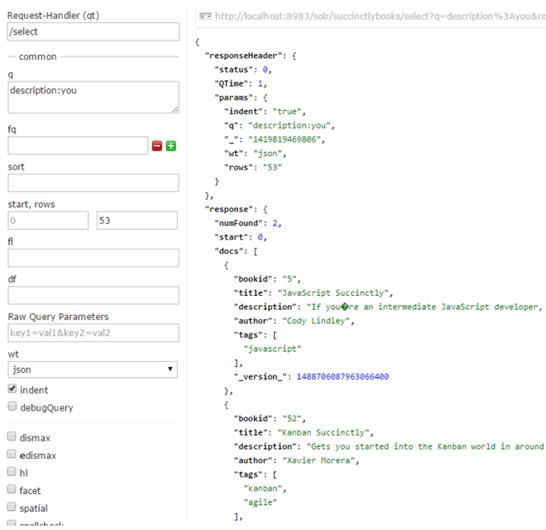 Request-Handler (qt)
/select
common
q
description:you
fq
sort
start, rows
0
53
fl
df
Raw Query Parameters
key1=val1&key2=val2
wt
json
indent
debugQuery
dismax
edismax
hl
facet
spatial
spellcheck
http://localhost:8983/solr/succinctlybooks/select?q=description%3Ayou&ro
{
"responseHeader": {
"status": 0,
"QTime": 1,
"params": {
"indent": "true",
"q": "description:you",
"_": "1419819469806",
"wt": "json",
"rows": "53"
}
},
"response": {
"numFound": 2,
"start": 0,
"docs": [
{
"bookid": "5",
"title": "JavaScript Succinctly",
"description": "If you�re an intermediate JavaScript developer,
"author": "Cody Lindley",
"tags": [
"javascript"
],
"_version_": 1488706087963066400
},
{
"bookid": "52",
"title": "Kanban Succinctly",
"description": "Gets you started into the Kanban world in around
"author": "Xavier Morera",
"tags": [
"kanban",
"agile"
],